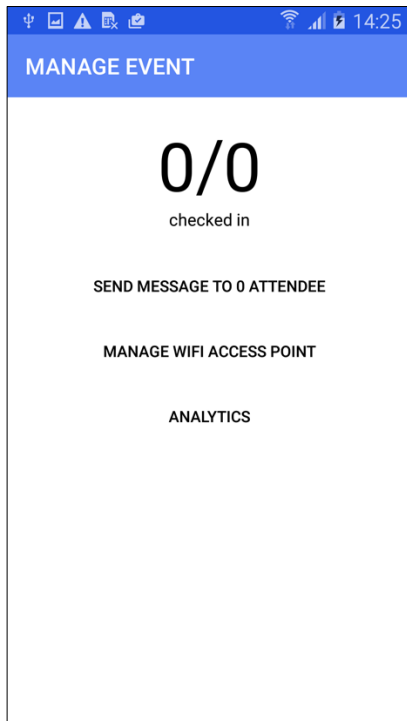 14:25
MANAGE EVENT
0/0
checked in
SEND MESSAGE TO 0 ATTENDEE
MANAGE WIFI ACCESS POINT
ANALYTICS